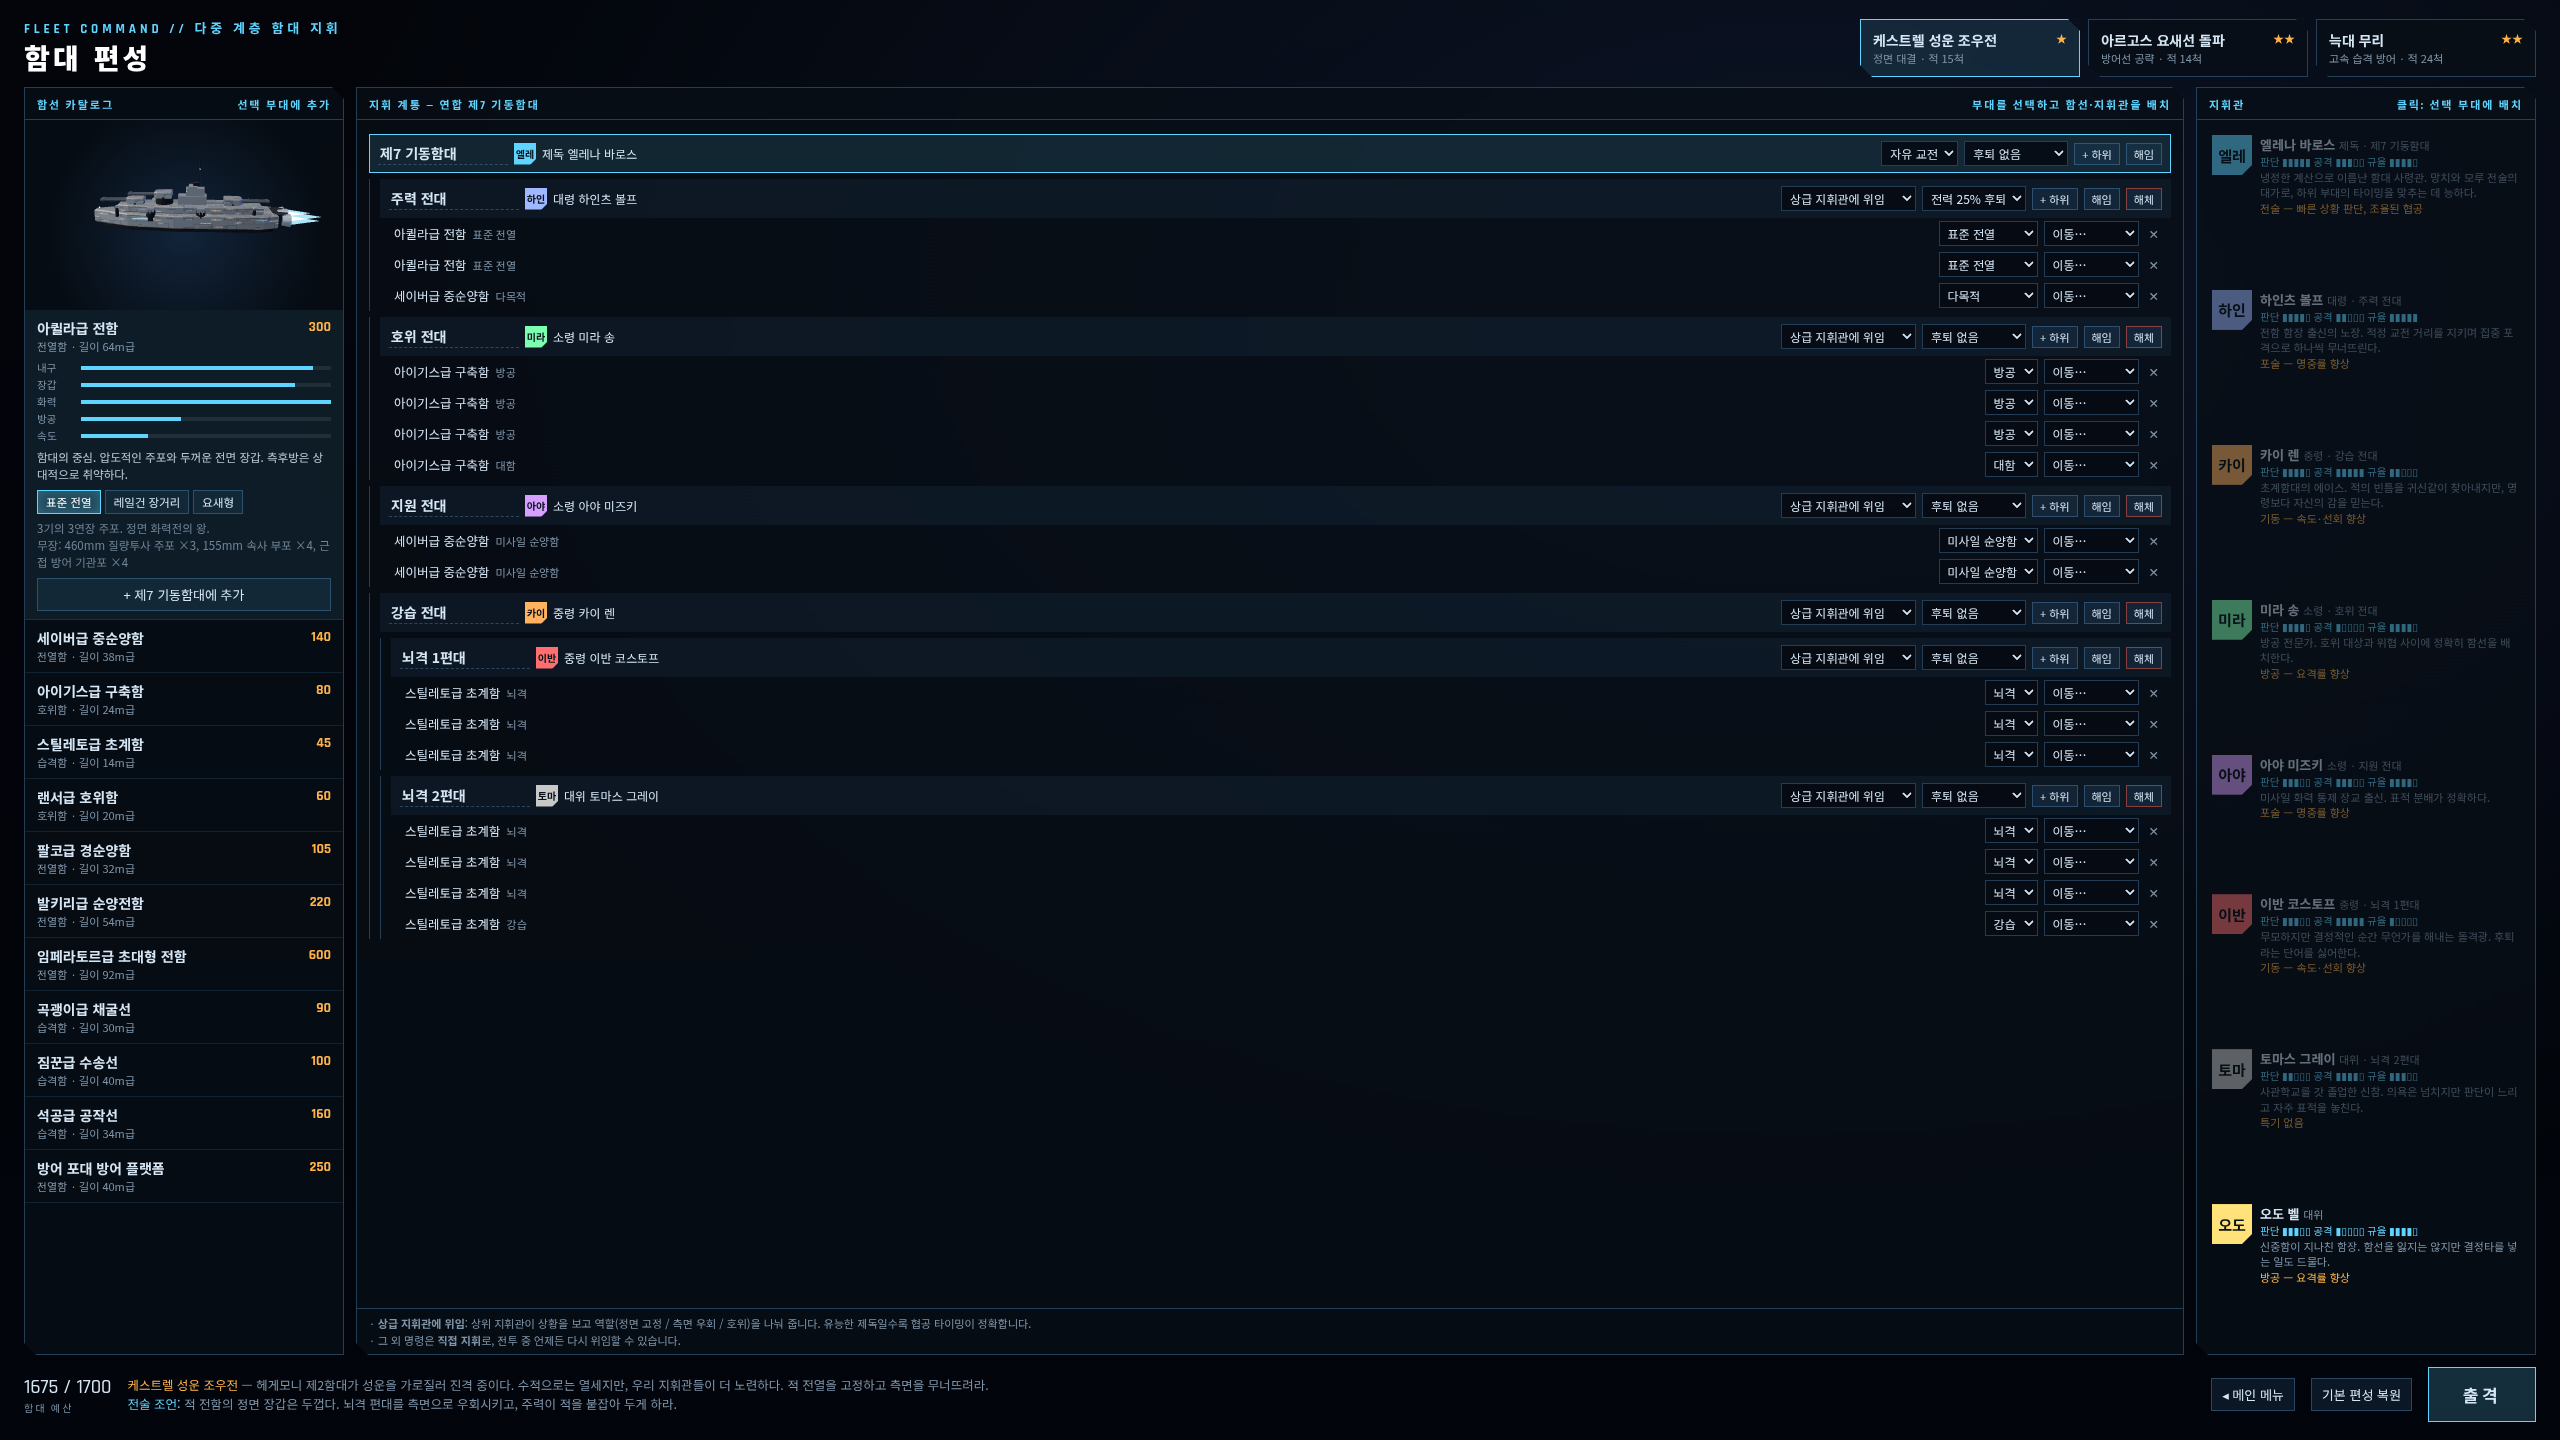 FLEET COMMAND // 다중 계층 함대 지휘
함대 편성
케스트렐 성운 조우전 ★
정면 대결 · 적 15척
아르고스 요새선 돌파 ★★
방어선 공략 · 적 14척
늑대 무리 ★★
고속 습격 방어 · 적 24척
함선 카탈로그 선택 부대에 추가
아퀼라급 전함 300
전열함 · 길이 64m급
내구
장갑
화력
방공
속도
함대의 중심. 압도적인 주포와 두꺼운 전면 장갑. 측후방은 상
대적으로 취약하다.
표준 전열 레일건 장거리 요새형
3기의 3연장 주포. 정면 화력전의 왕.
무장: 460mm 질량투사 주포 ×3, 155mm 속사 부포 ×4, 근
접 방어 기관포 ×4
+ 제7 기동함대에 추가
세이버급 중순양함 140
전열함 · 길이 38m급
아이기스급 구축함 80
호위함 · 길이 24m급
스틸레토급 초계함 45
습격함 · 길이 14m급
랜서급 호위함 60
호위함 · 길이 20m급
팔코급 경순양함 105
전열함 · 길이 32m급
발키리급 순양전함 220
전열함 · 길이 54m급
임페라토르급 초대형 전함 600
전열함 · 길이 92m급
곡괭이급 채굴선 90
습격함 · 길이 30m급
짐꾼급 수송선 100
습격함 · 길이 40m급
석공급 공작선 160
습격함 · 길이 34m급
방어 포대 방어 플랫폼 250
전열함 · 길이 40m급
지휘 계통 — 연합 제7 기동함대 부대를 선택하고 함선·지휘관을 배치
제7 기동함대 엘레 제독 엘레나 바로스 자유 교전 후퇴 없음 + 하위 해임
주력 전대 하인 대령 하인츠 볼프 상급 지휘관에 위임 전력 25% 후퇴 + 하위 해임 해체
아퀼라급 전함 표준 전열 표준 전열 이동… ✕
아퀼라급 전함 표준 전열 표준 전열 이동… ✕
세이버급 중순양함 다목적 다목적 이동… ✕
호위 전대 미라 소령 미라 송 상급 지휘관에 위임 후퇴 없음 + 하위 해임 해체
아이기스급 구축함 방공 방공 이동… ✕
아이기스급 구축함 방공 방공 이동… ✕
아이기스급 구축함 방공 방공 이동… ✕
아이기스급 구축함 대함 대함 이동… ✕
지원 전대 아야 소령 아야 미즈키 상급 지휘관에 위임 후퇴 없음 + 하위 해임 해체
세이버급 중순양함 미사일 순양함 미사일 순양함 이동… ✕
세이버급 중순양함 미사일 순양함 미사일 순양함 이동… ✕
강습 전대 카이 중령 카이 렌 상급 지휘관에 위임 후퇴 없음 + 하위 해임 해체
뇌격 1편대 이반 중령 이반 코스토프 상급 지휘관에 위임 후퇴 없음 + 하위 해임 해체
스틸레토급 초계함 뇌격 뇌격 이동… ✕
스틸레토급 초계함 뇌격 뇌격 이동… ✕
스틸레토급 초계함 뇌격 뇌격 이동… ✕
뇌격 2편대 토마 대위 토마스 그레이 상급 지휘관에 위임 후퇴 없음 + 하위 해임 해체
스틸레토급 초계함 뇌격 뇌격 이동… ✕
스틸레토급 초계함 뇌격 뇌격 이동… ✕
스틸레토급 초계함 뇌격 뇌격 이동… ✕
스틸레토급 초계함 강습 강습 이동… ✕
· 상급 지휘관에 위임: 상위 지휘관이 상황을 보고 역할(정면 고정 / 측면 우회 / 호위)을 나눠 줍니다. 유능한 제독일수록 협공 타이밍이 정확합니다.
· 그 외 명령은 직접 지휘로, 전투 중 언제든 다시 위임할 수 있습니다.
지휘관 클릭: 선택 부대에 배치
엘레 엘레나 바로스 제독 · 제7 기동함대
판단 ▮▮▮▮▮ 공격 ▮▮▮▯▯ 규율 ▮▮▮▮▯
냉정한 계산으로 이름난 함대 사령관. 망치와 모루 전술의
대가로, 하위 부대의 타이밍을 맞추는 데 능하다.
전술 — 빠른 상황 판단, 조율된 협공
하인 하인츠 볼프 대령 · 주력 전대
판단 ▮▮▮▮▯ 공격 ▮▮▯▯▯ 규율 ▮▮▮▮▮
전함 함장 출신의 노장. 적정 교전 거리를 지키며 집중 포
격으로 하나씩 무너뜨린다.
포술 — 명중률 향상
카이 카이 렌 중령 · 강습 전대
판단 ▮▮▮▮▯ 공격 ▮▮▮▮▮ 규율 ▮▮▯▯▯
초계함대의 에이스. 적의 빈틈을 귀신같이 찾아내지만, 명
령보다 자신의 감을 믿는다.
기동 — 속도·선회 향상
미라 미라 송 소령 · 호위 전대
판단 ▮▮▮▮▯ 공격 ▮▯▯▯▯ 규율 ▮▮▮▮▯
방공 전문가. 호위 대상과 위협 사이에 정확히 함선을 배
치한다.
방공 — 요격률 향상
아야 아야 미즈키 소령 · 지원 전대
판단 ▮▮▮▯▯ 공격 ▮▮▮▯▯ 규율 ▮▮▮▮▯
미사일 화력 통제 장교 출신. 표적 분배가 정확하다.
포술 — 명중률 향상
이반 이반 코스토프 중령 · 뇌격 1편대
판단 ▮▮▮▯▯ 공격 ▮▮▮▮▮ 규율 ▮▯▯▯▯
무모하지만 결정적인 순간 무언가를 해내는 돌격광. 후퇴
라는 단어를 싫어한다.
기동 — 속도·선회 향상
토마 토마스 그레이 대위 · 뇌격 2편대
판단 ▮▮▯▯▯ 공격 ▮▮▮▮▯ 규율 ▮▮▮▯▯
사관학교를 갓 졸업한 신참. 의욕은 넘치지만 판단이 느리
고 자주 표적을 놓친다.
특기 없음
오도 오도 벨 대위
판단 ▮▮▮▯▯ 공격 ▮▯▯▯▯ 규율 ▮▮▮▮▯
신중함이 지나친 함장. 함선을 잃지는 않지만 결정타를 넣
는 일도 드물다.
방공 — 요격률 향상
1675 / 1700
함대 예산
케스트렐 성운 조우전 — 헤게모니 제2함대가 성운을 가로질러 진격 중이다. 수적으로는 열세지만, 우리 지휘관들이 더 노련하다. 적 전열을 고정하고 측면을 무너뜨려라.
전술 조언: 적 전함의 정면 장갑은 두껍다. 뇌격 편대를 측면으로 우회시키고, 주력이 적을 붙잡아 두게 하라.
◂ 메인 메뉴 기본 편성 복원 출격